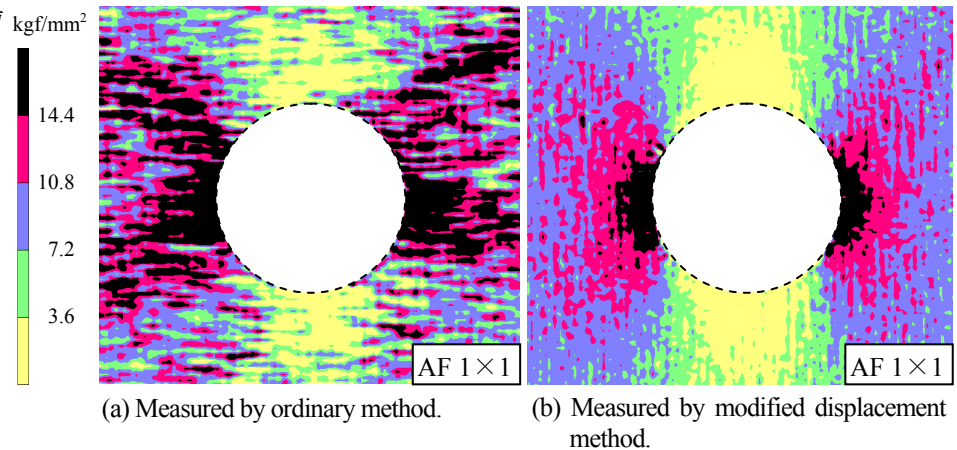 kgf/mm²
14.4
10.8
7.2
3.6
AF 1×1
AF 1×1
(a) Measured by ordinary method.
(b) Measured by modified displacement
method.